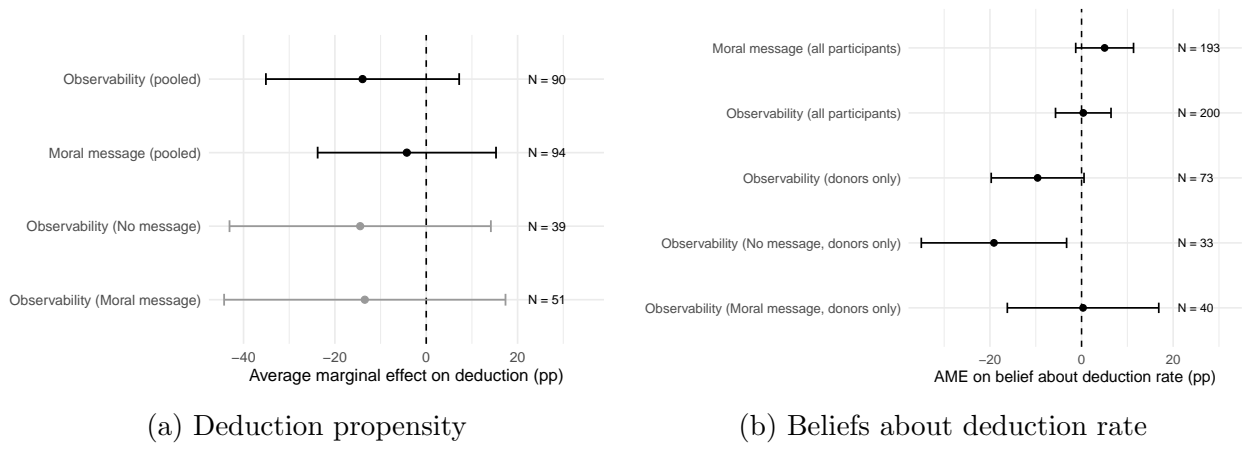 Observability (pooled)
N = 90
Moral message (pooled)
N = 94
Observability (No message)
N = 39
Observability (Moral message)
N = 51
−40 −20 0 20
Average marginal effect on deduction (pp)
(a) Deduction propensity
Moral message (all participants)
N = 193
Observability (all participants)
N = 200
Observability (donors only)
N = 73
Observability (No message, donors only)
N = 33
Observability (Moral message, donors only)
N = 40
−20 0 20
AME on belief about deduction rate (pp)
(b) Beliefs about deduction rate